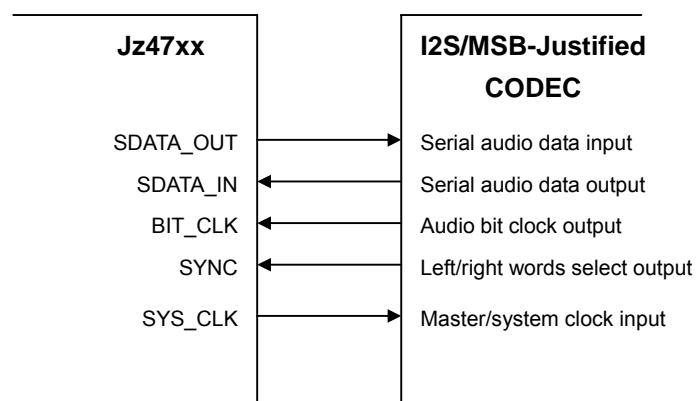 Jz47xx
I2S/MSB-Justified
CODEC
SDATA_OUT
Serial audio data input
SDATA_IN
Serial audio data output
BIT_CLK
Audio bit clock output
SYNC
Left/right words select output
SYS_CLK
Master/system clock input